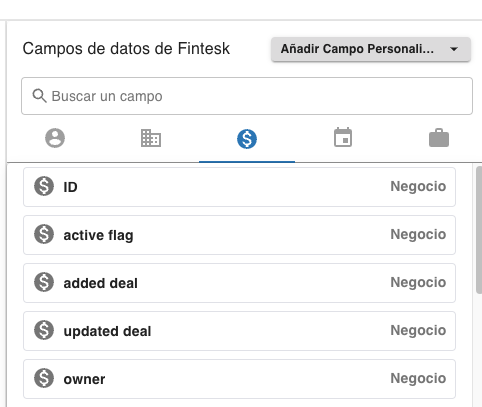 Campos de datos de Fintesk
Añadir Campo Personali...
Buscar un campo
ID Negocio
active flag Negocio
added deal Negocio
updated deal Negocio
owner Negocio